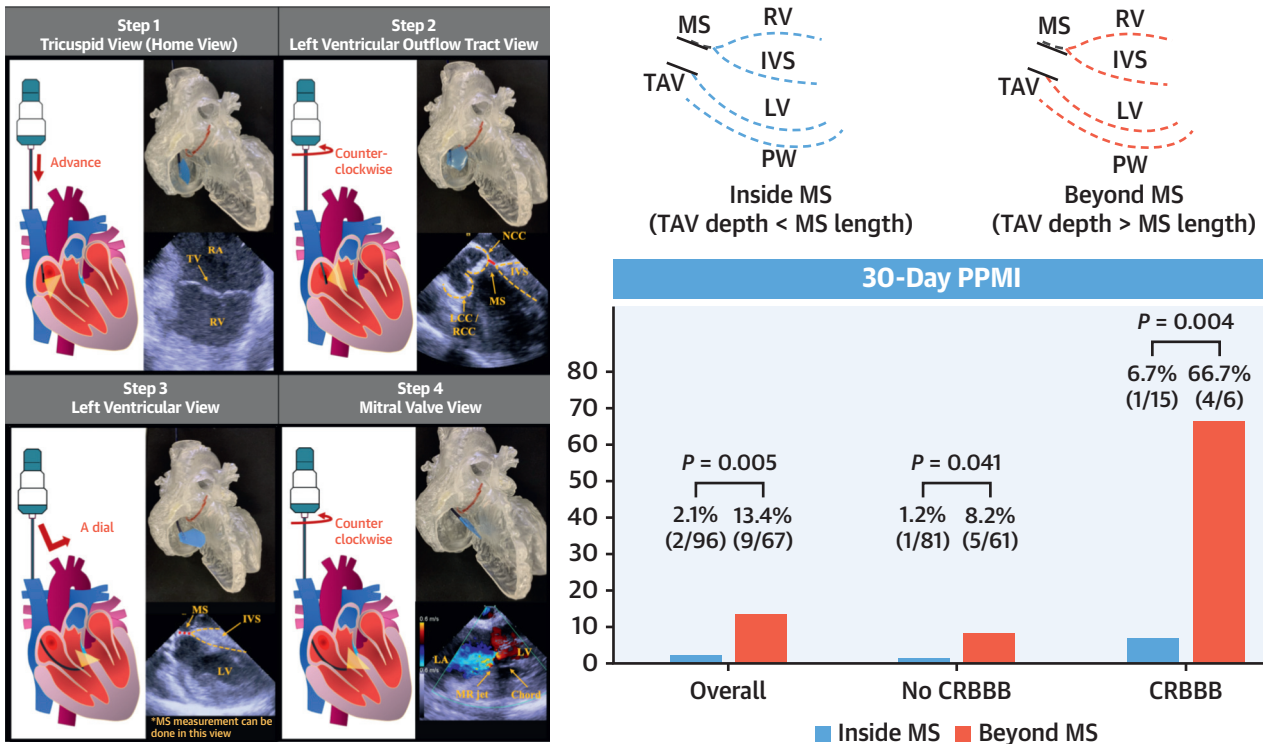 Step 1
Tricuspid View (Home View)
Advance
RA
TV
RV
Step 2
Left Ventricular Outflow Tract View
Counter-
clockwise
NCC
IVS
MS
LCC /
RCC
Step 3
Left Ventricular View
A dial
MS
IVS
LV
*MS measurement can be
done in this view
Step 4
Mitral Valve View
Counter
clockwise
0.6 m/s
LA
LV
0.6 m/s
MR jet
Chord
MS
RV
IVS
TAV
LV
PW
Inside MS
(TAV depth < MS length)
MS
RV
IVS
TAV
LV
PW
Beyond MS
(TAV depth > MS length)
30-Day PPMI
80
70
60
50
40
30
20
10
0
P = 0.005
2.1%
(2/96)
13.4%
(9/67)
P = 0.041
1.2%
(1/81)
8.2%
(5/61)
P = 0.004
6.7%
(1/15)
66.7%
(4/6)
Overall
No CRBBB
CRBBB
Inside MS
Beyond MS